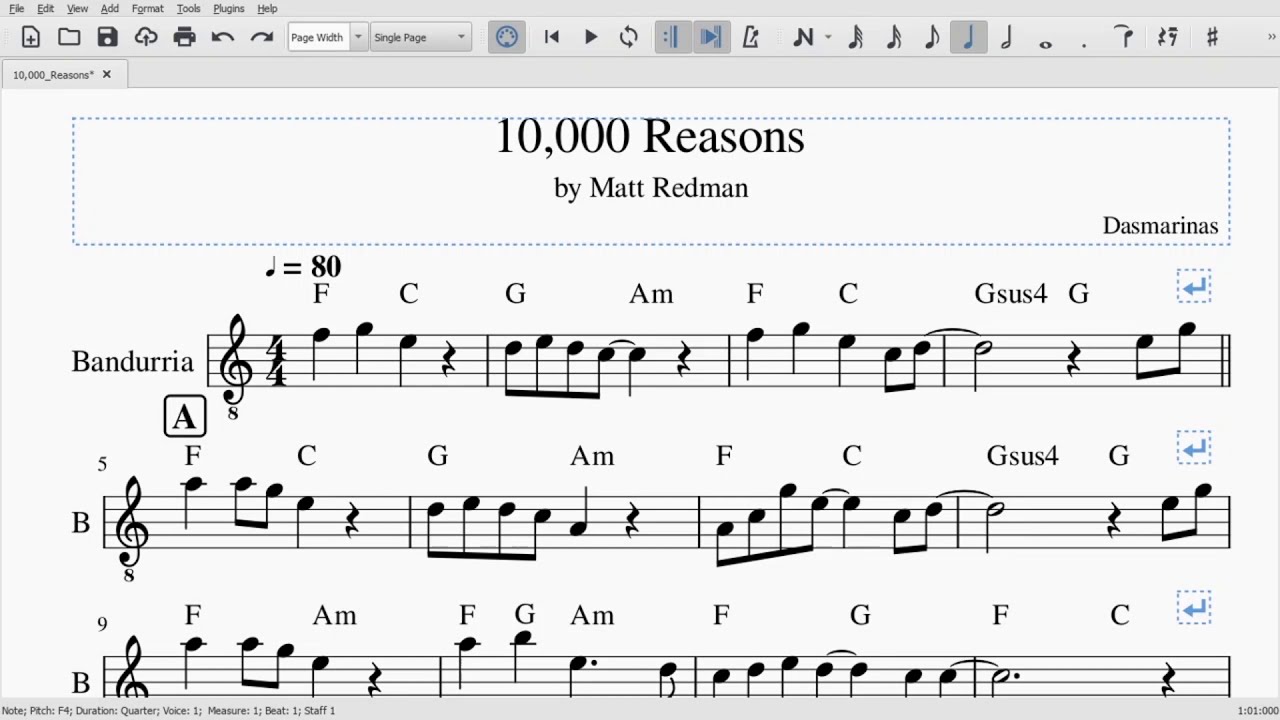 File Edit View Add Format Tools Plugins Help
Page Width Single Page
10,000_Reasons*
10,000 Reasons
by Matt Redman
Dasmarinas
= 80
F C G Am F C Gsus4 G
Bandurria
4
4
8
A
5 F C G Am F C Gsus4 G
B
8
9 F Am F G Am F G F C
B
Note; Pitch: F4; Duration: Quarter; Voice: 1; Measure: 1; Beat: 1; Staff 1 1:01:000